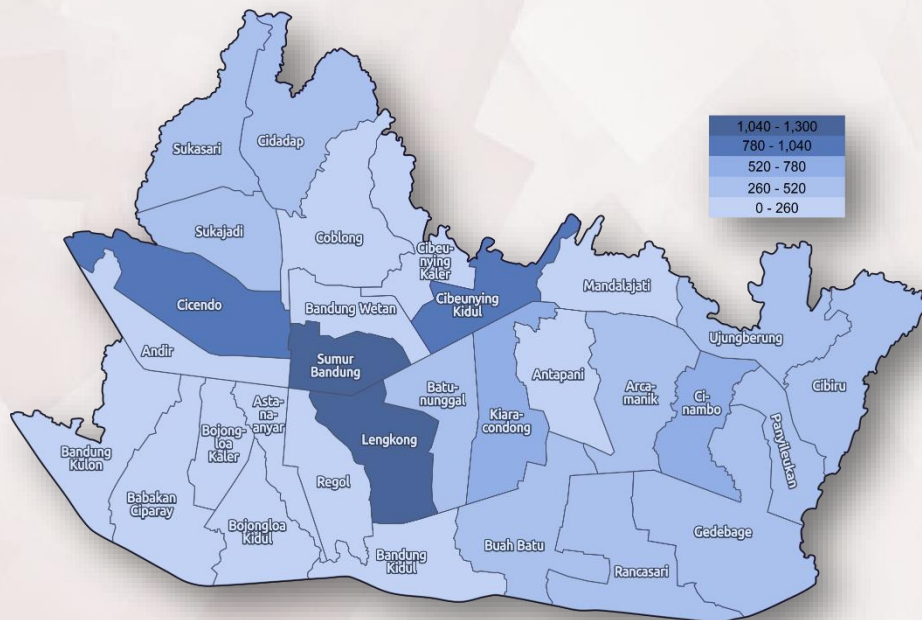 1,040 - 1,300
780 - 1,040
520 - 780
260 - 520
0 - 260
Sukasari
Cidadap
Sukajadi
Coblong
Cibeu-
nying
Kaler
Cicendo
Bandung Wetan
Cibeunying
Kidul
Mandalajati
Ujungberung
Andir
Sumur
Bandung
Batu-
nunggal
Antapani
Arca-
manik
Ci-
nambo
Cibiru
Asta-
na-
anyar
Kiara-
condong
Panyileukan
Bandung
Kulon
Bojong-
loa
Kaler
Lengkong
Babakan
Ciparay
Regol
Bojongloa
Kidul
Bandung
Kidul
Buah Batu
Rancasari
Gedebage